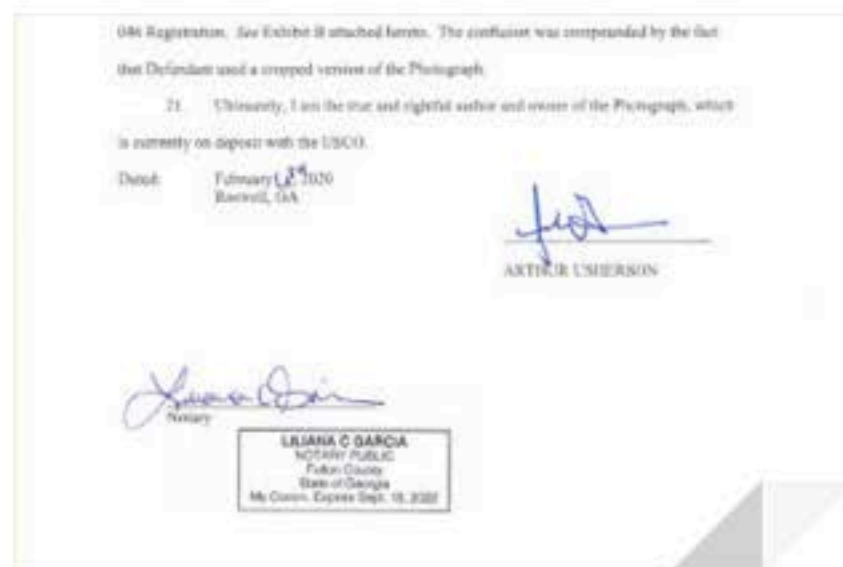 046 Registration. See Exhibit B attached hereto. The confusion was compounded by the fact
that Defendant used a cropped version of the Photograph.
21. Ultimately, I am the true and rightful author and owner of the Photograph, which
is currently on deposit with the USCO.
Dated: February 2020
Roswell, GA
ARTHUR USHERSON
Notary
LILIANA C GARCIA
NOTARY PUBLIC
Fulton County
State of Georgia
My Comm. Expires Sept. 18, 2022